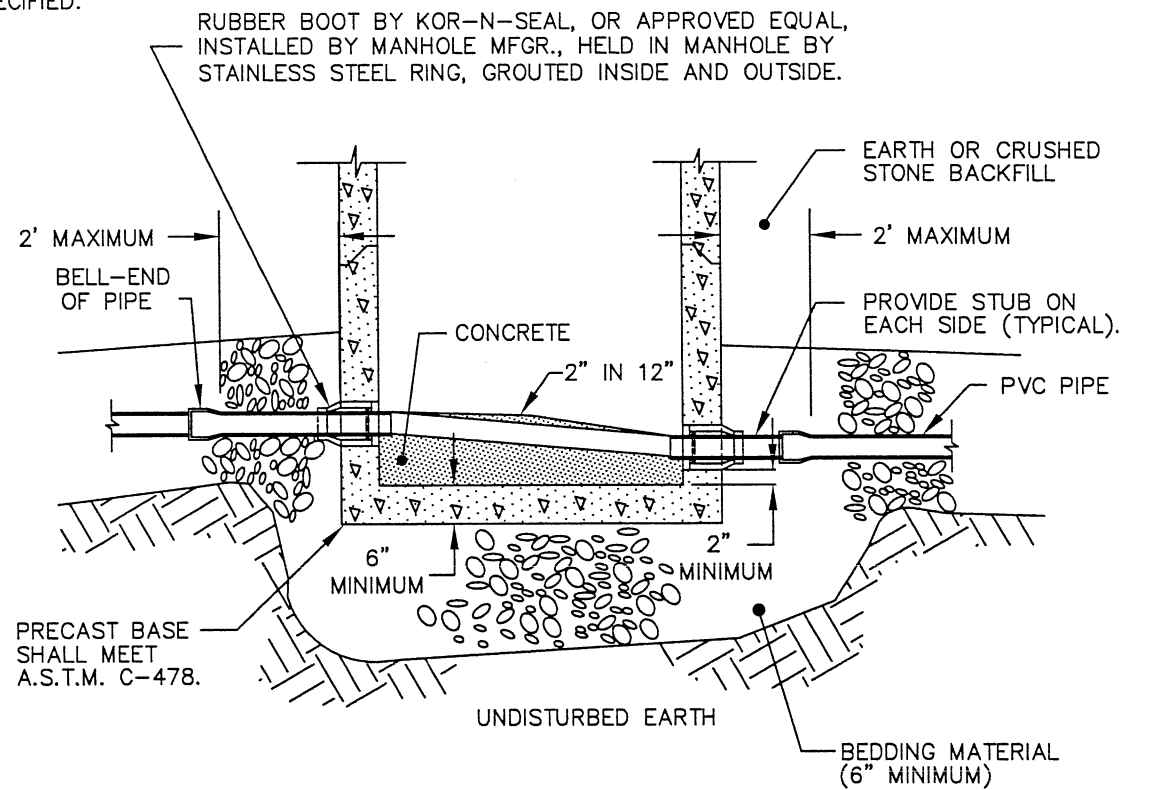 RUBBER BOOT BY KOR-N-SEAL, OR APPROVED EQUAL,
INSTALLED BY MANHOLE MFGR., HELD IN MANHOLE BY
STAINLESS STEEL RING, GROUTED INSIDE AND OUTSIDE.
EARTH OR CRUSHED
STONE BACKFILL
2' MAXIMUM
2' MAXIMUM
BELL-END
OF PIPE
CONCRETE
2" IN 12"
PROVIDE STUB ON
EACH SIDE (TYPICAL).
PVC PIPE
6"
MINIMUM
2"
MINIMUM
PRECAST BASE
SHALL MEET
A.S.T.M. C-478.
UNDISTURBED EARTH
BEDDING MATERIAL
(6" MINIMUM)